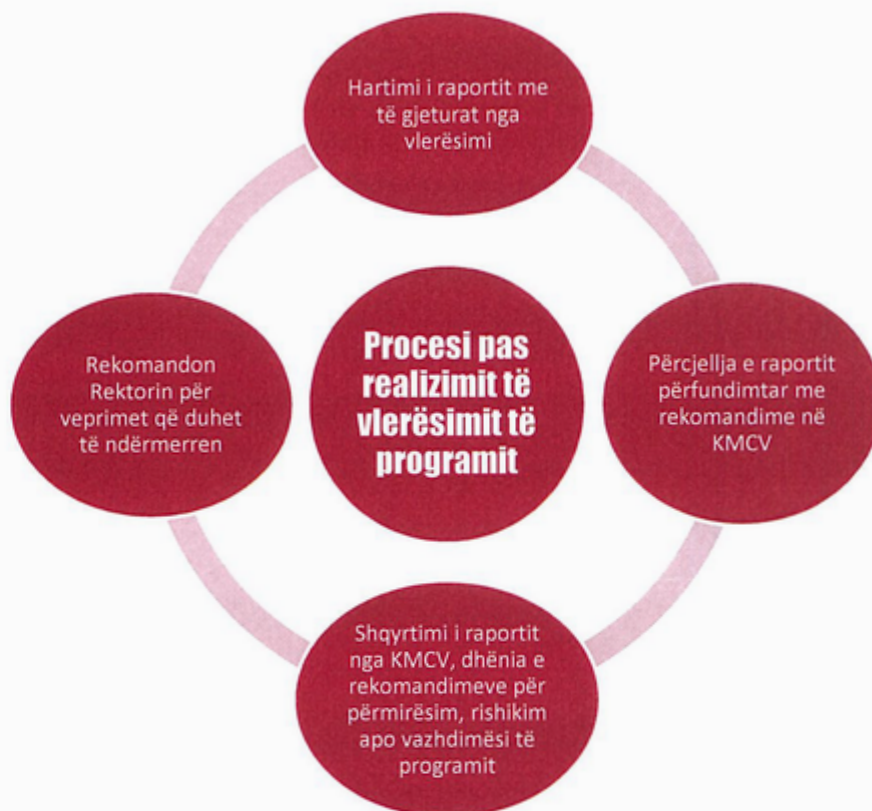 Hartimi i raportit me
të gjeturat nga
vlerësimi
Procesi pas
realizimit të
vlerësimit të
programit
Rekomandon
Rektorin për
veprimet që duhet
të ndërmerren
Përcjellja e raportit
përfundimtar me
rekomandime në
KMCV
Shqyrtimi i raportit
nga KMCV, dhënia e
rekomandimeve për
përmirësim, rishikim
apo vazhdimësi të
programit